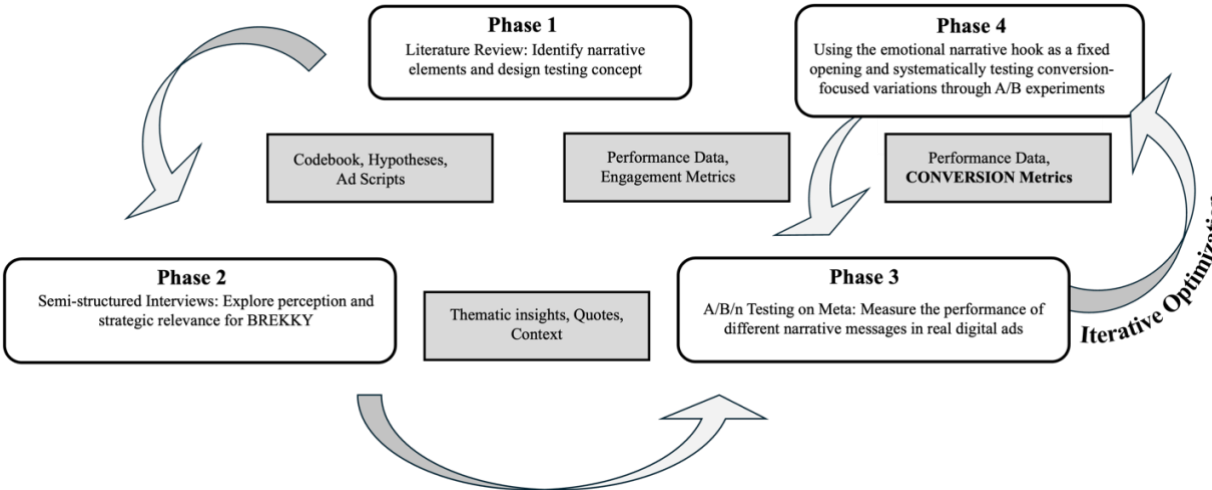 Phase 1
Literature Review: Identify narrative
elements and design testing concept
Phase 4
Using the emotional narrative hook as a fixed
opening and systematically testing conversion-
focused variations through A/B experiments
Codebook, Hypotheses,
Ad Scripts
Performance Data,
Engagement Metrics
Performance Data,
CONVERSION Metrics
Phase 2
Semi-structured Interviews: Explore perception and
strategic relevance for BREKKY
Thematic insights, Quotes,
Context
Phase 3
A/B/n Testing on Meta: Measure the performance of
different narrative messages in real digital ads
Iterative Optimization